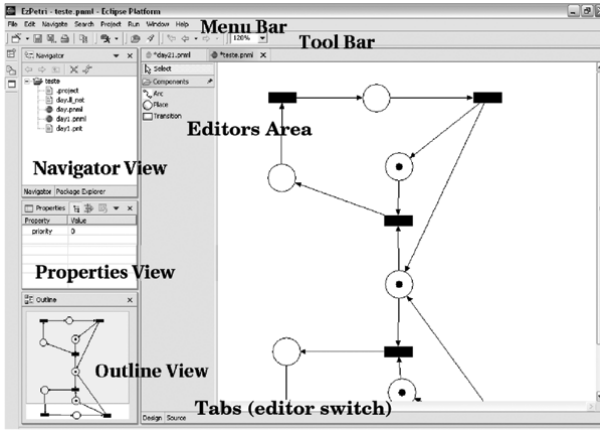 EzPetri - teste.pnml - Eclipse Platform
File Edit Navigate Search Project Run Window Help
Menu Bar
120%
Tool Bar
Navigator
teste
.project
day.ll_net
day.pnml
day1.pnml
day1.pnt
Navigator View
Navigator Package Explorer
*day21.pnml
*teste.pnml
Select
Components
Arc
Place
Transition
Editors Area
Properties
Property Value
priority 0
Properties View
Outline
Outline View
Tabs (editor switch)
Design Source